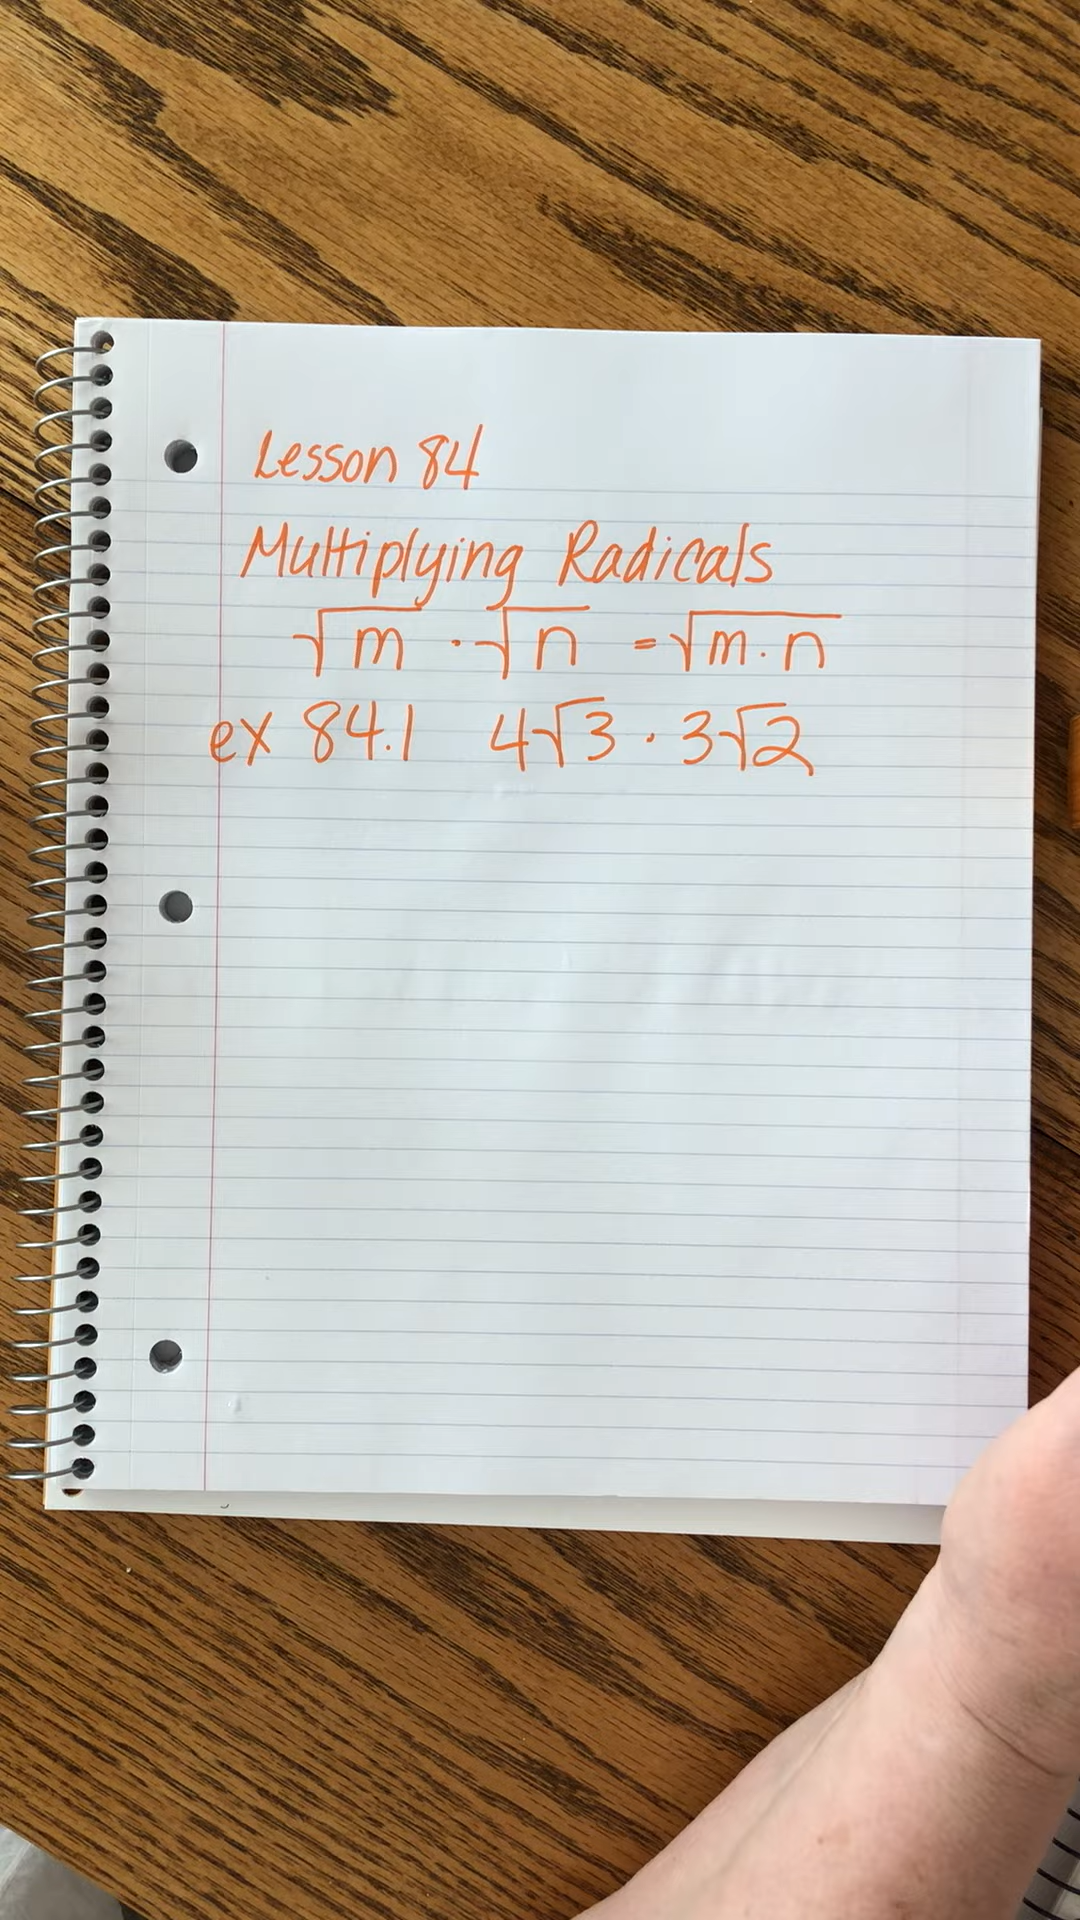 Lesson 84
Multiplying Radicals
√m · √n = √m·n
ex 84.1 4√3 · 3√2